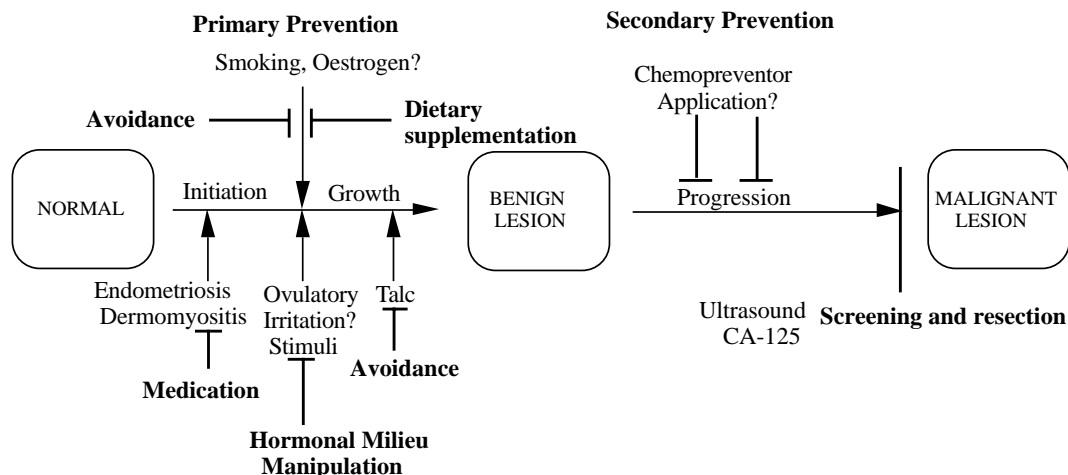 Primary Prevention
Secondary Prevention
Smoking, Oestrogen?
Chemopreventor
Application?
Avoidance
Dietary
supplementation
Initiation
Growth
Progression
NORMAL
BENIGN
LESION
MALIGNANT
LESION
Endometriosis
Dermomyositis
Ovulatory
Irritation?
Stimuli
Talc
Ultrasound
CA-125
Screening and resection
Medication
Avoidance
Hormonal Milieu
Manipulation